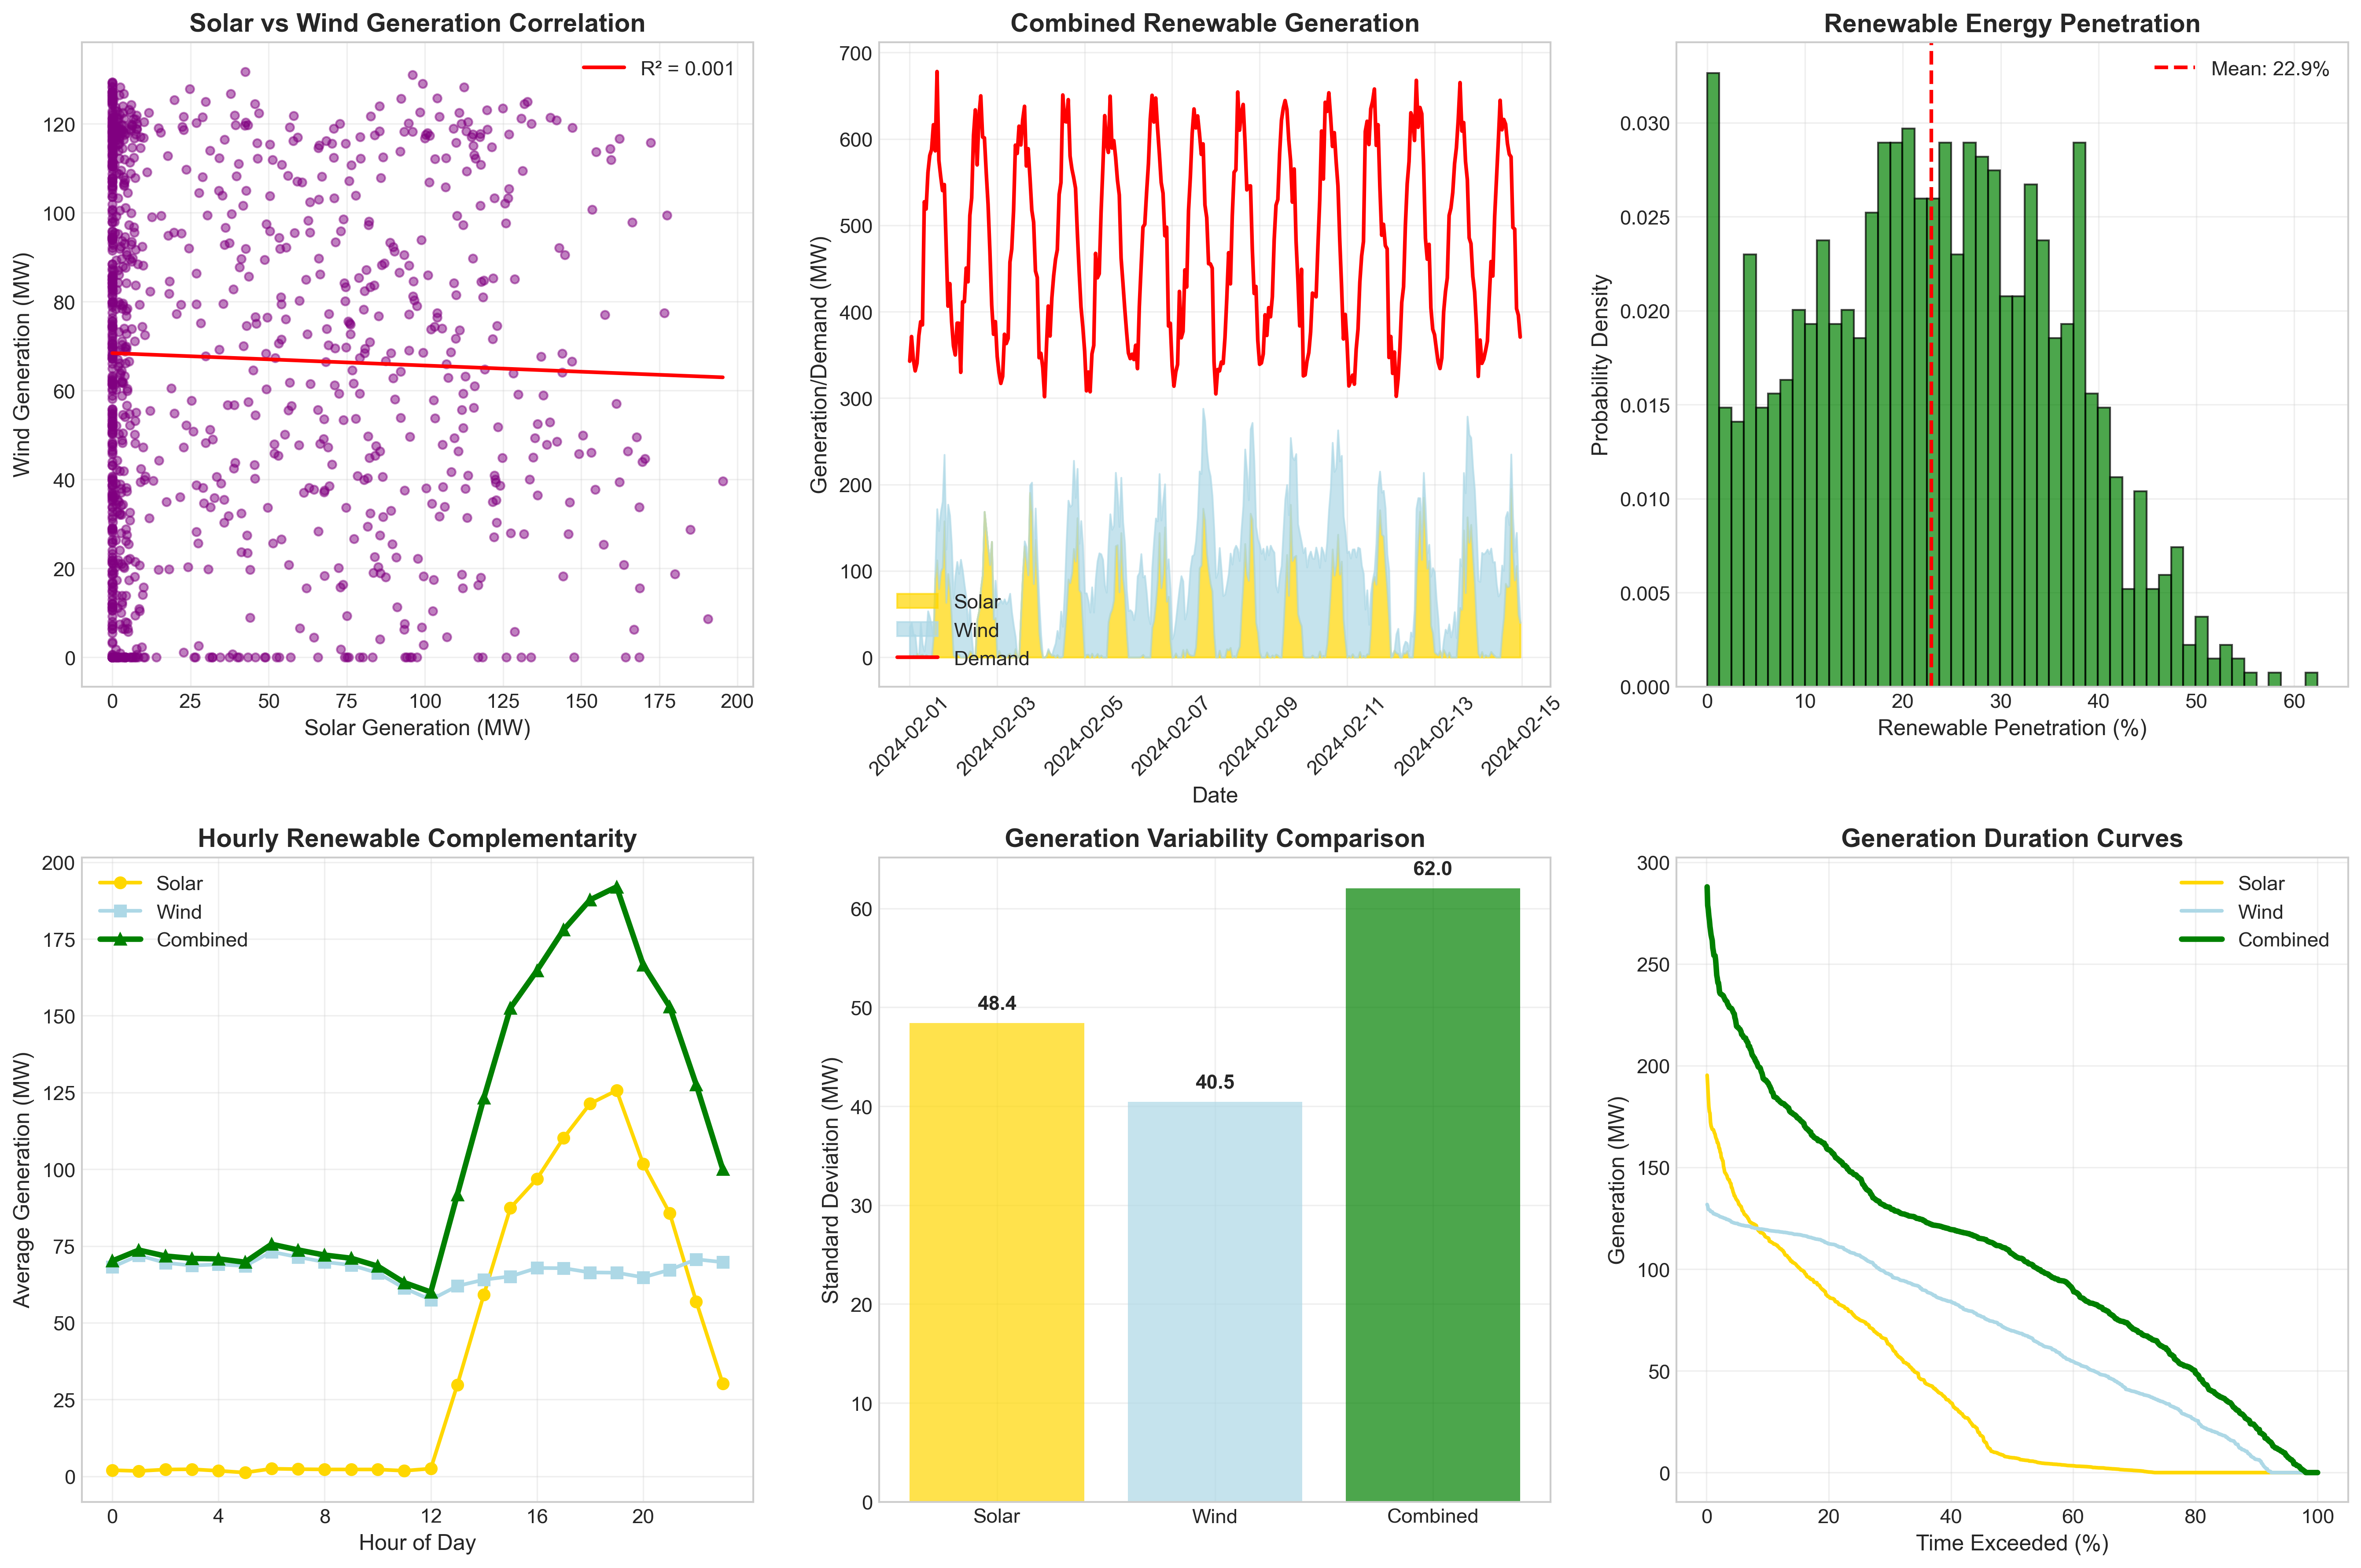 Solar vs Wind Generation Correlation
R² = 0.001
Wind Generation (MW)
120
100
80
60
40
20
0
0 25 50 75 100 125 150 175 200
Solar Generation (MW)
Combined Renewable Generation
Generation/Demand (MW)
700
600
500
400
300
200
100
0
Solar
Wind
Demand
2024-02-01 2024-02-03 2024-02-05 2024-02-07 2024-02-09 2024-02-11 2024-02-13 2024-02-15
Date
Renewable Energy Penetration
Mean: 22.9%
Probability Density
0.030
0.025
0.020
0.015
0.010
0.005
0.000
0 10 20 30 40 50 60
Renewable Penetration (%)
Hourly Renewable Complementarity
Solar
Wind
Combined
Average Generation (MW)
200
175
150
125
100
75
50
25
0
0 4 8 12 16 20
Hour of Day
Generation Variability Comparison
Standard Deviation (MW)
60
50
40
30
20
10
0
48.4
40.5
62.0
Solar Wind Combined
Generation Duration Curves
Solar
Wind
Combined
Generation (MW)
300
250
200
150
100
50
0
0 20 40 60 80 100
Time Exceeded (%)